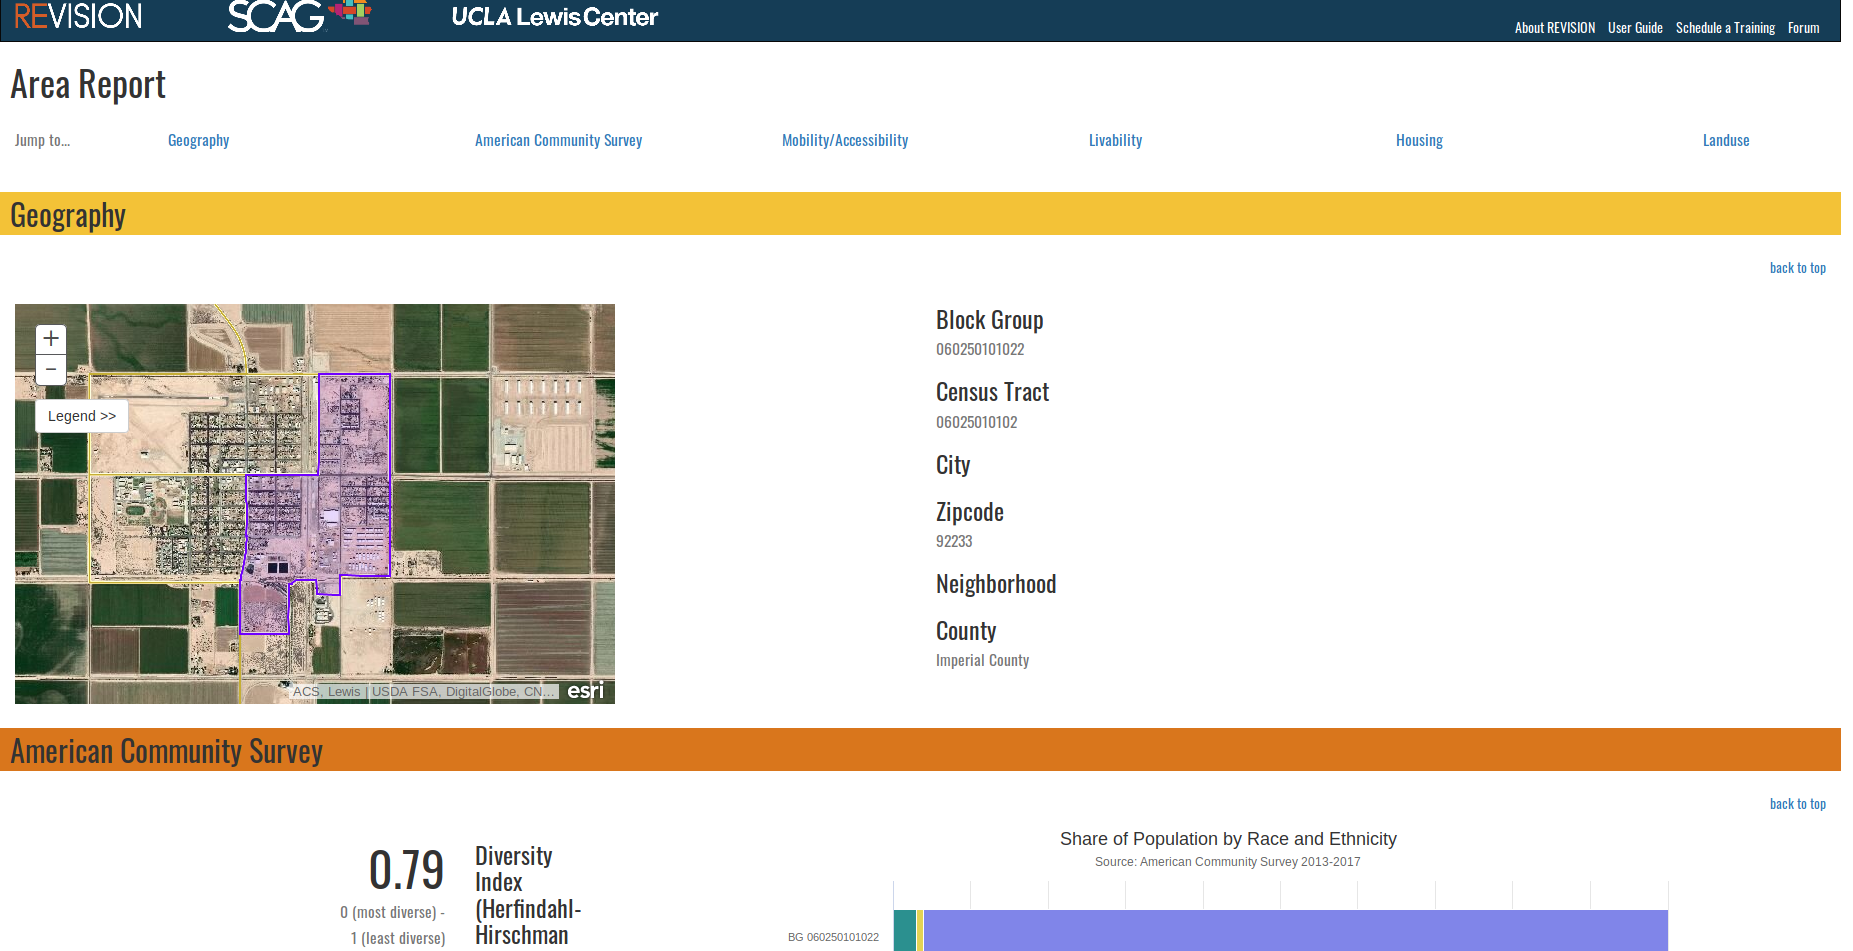 REVISION
SCAG
UCLA Lewis Center
About REVISION User Guide Schedule a Training Forum
Area Report
Jump to... Geography American Community Survey Mobility/Accessibility Livability Housing Landuse
Geography
back to top
+
−
Legend >>
ACS, Lewis | USDA FSA, DigitalGlobe, CN...
esri
Block Group
060250101022
Census Tract
06025010102
City
Zipcode
92233
Neighborhood
County
Imperial County
American Community Survey
back to top
0.79
0 (most diverse) -
1 (least diverse)
Diversity
Index
(Herfindahl-
Hirschman
Share of Population by Race and Ethnicity
Source: American Community Survey 2013-2017
BG 060250101022